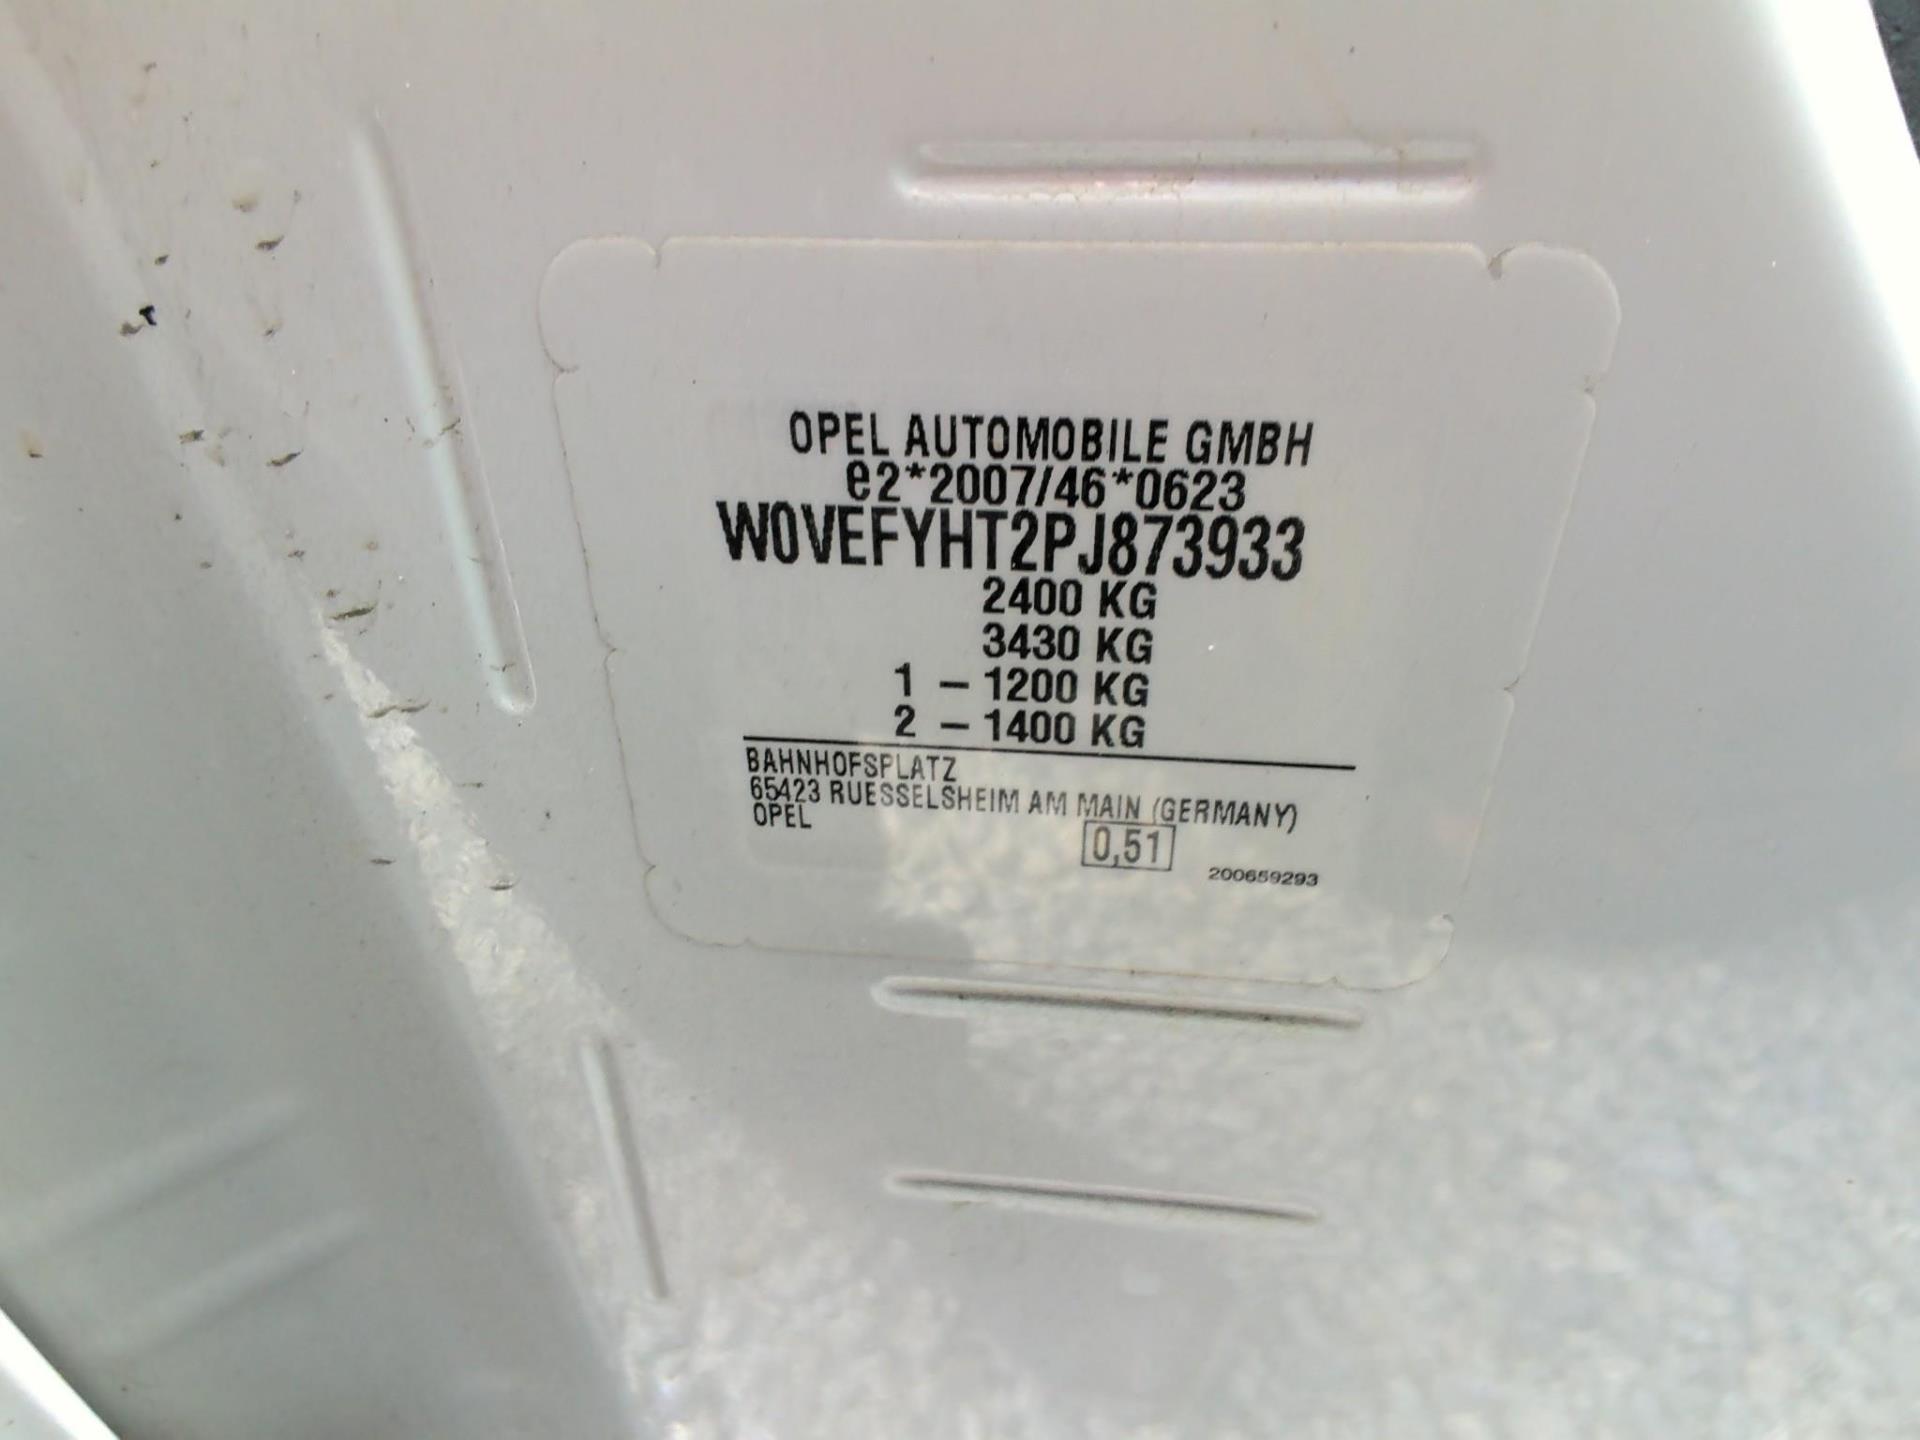 OPEL AUTOMOBILE GMBH
e2*2007/46*0623
W0VEFYHT2PJ873933
2400 KG
3430 KG
1 – 1200 KG
2 – 1400 KG
BAHNHOFSPLATZ
65423 RUESSELSHEIM AM MAIN (GERMANY)
OPEL
0,51
200659293